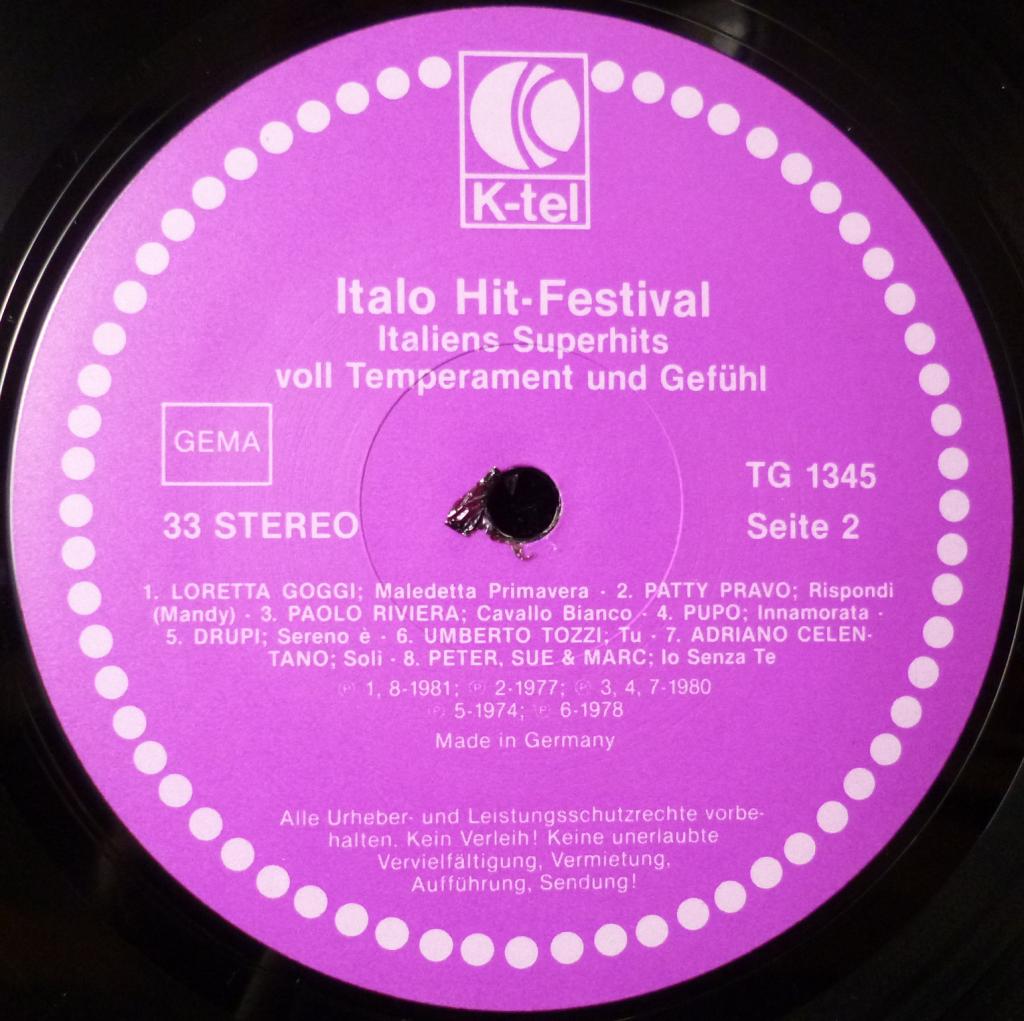 K-tel
Italo Hit-Festival
Italiens Superhits
voll Temperament und Gefühl
GEMA
33 STEREO
TG 1345
Seite 2
1. LORETTA GOGGI; Maledetta Primavera - 2. PATTY PRAVO; Rispondi
(Mandy) - 3. PAOLO RIVIERA; Cavallo Bianco - 4. PUPO; Innamorata -
5. DRUPI; Sereno è - 6. UMBERTO TOZZI; Tu - 7. ADRIANO CELEN-
TANO; Soli - 8. PETER, SUE & MARC; Io Senza Te
℗ 1, 8-1981; ℗ 2-1977; ℗ 3, 4, 7-1980
℗ 5-1974; ℗ 6-1978
Made in Germany
Alle Urheber- und Leistungsschutzrechte vorbe-
halten. Kein Verleih! Keine unerlaubte
Vervielfältigung, Vermietung,
Aufführung, Sendung!